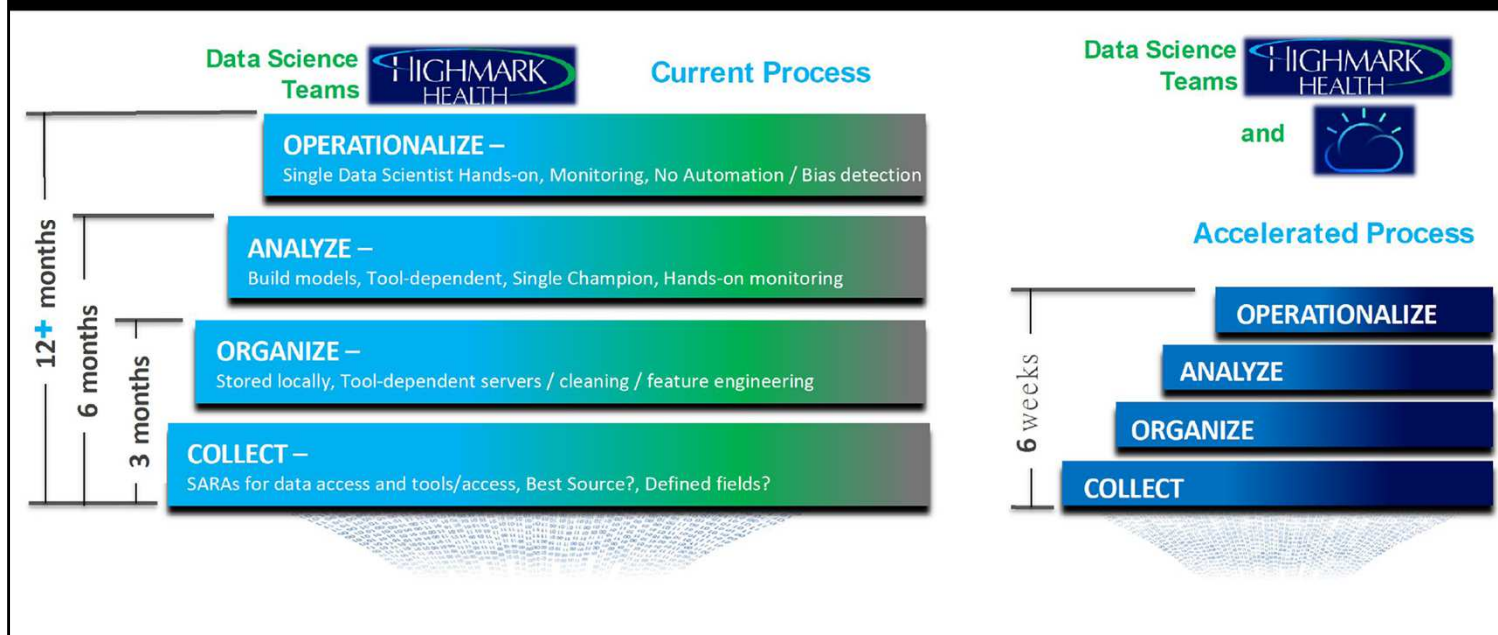 Data Science
Teams
HIGHMARK
HEALTH
Current Process
OPERATIONALIZE –
Single Data Scientist Hands-on, Monitoring, No Automation / Bias detection
ANALYZE –
Build models, Tool-dependent, Single Champion, Hands-on monitoring
ORGANIZE –
Stored locally, Tool-dependent servers / cleaning / feature engineering
COLLECT –
SARAs for data access and tools/access, Best Source?, Defined fields?
12+ months
6 months
3 months
Data Science
Teams
HIGHMARK
HEALTH
and
Accelerated Process
OPERATIONALIZE
ANALYZE
ORGANIZE
COLLECT
6 weeks